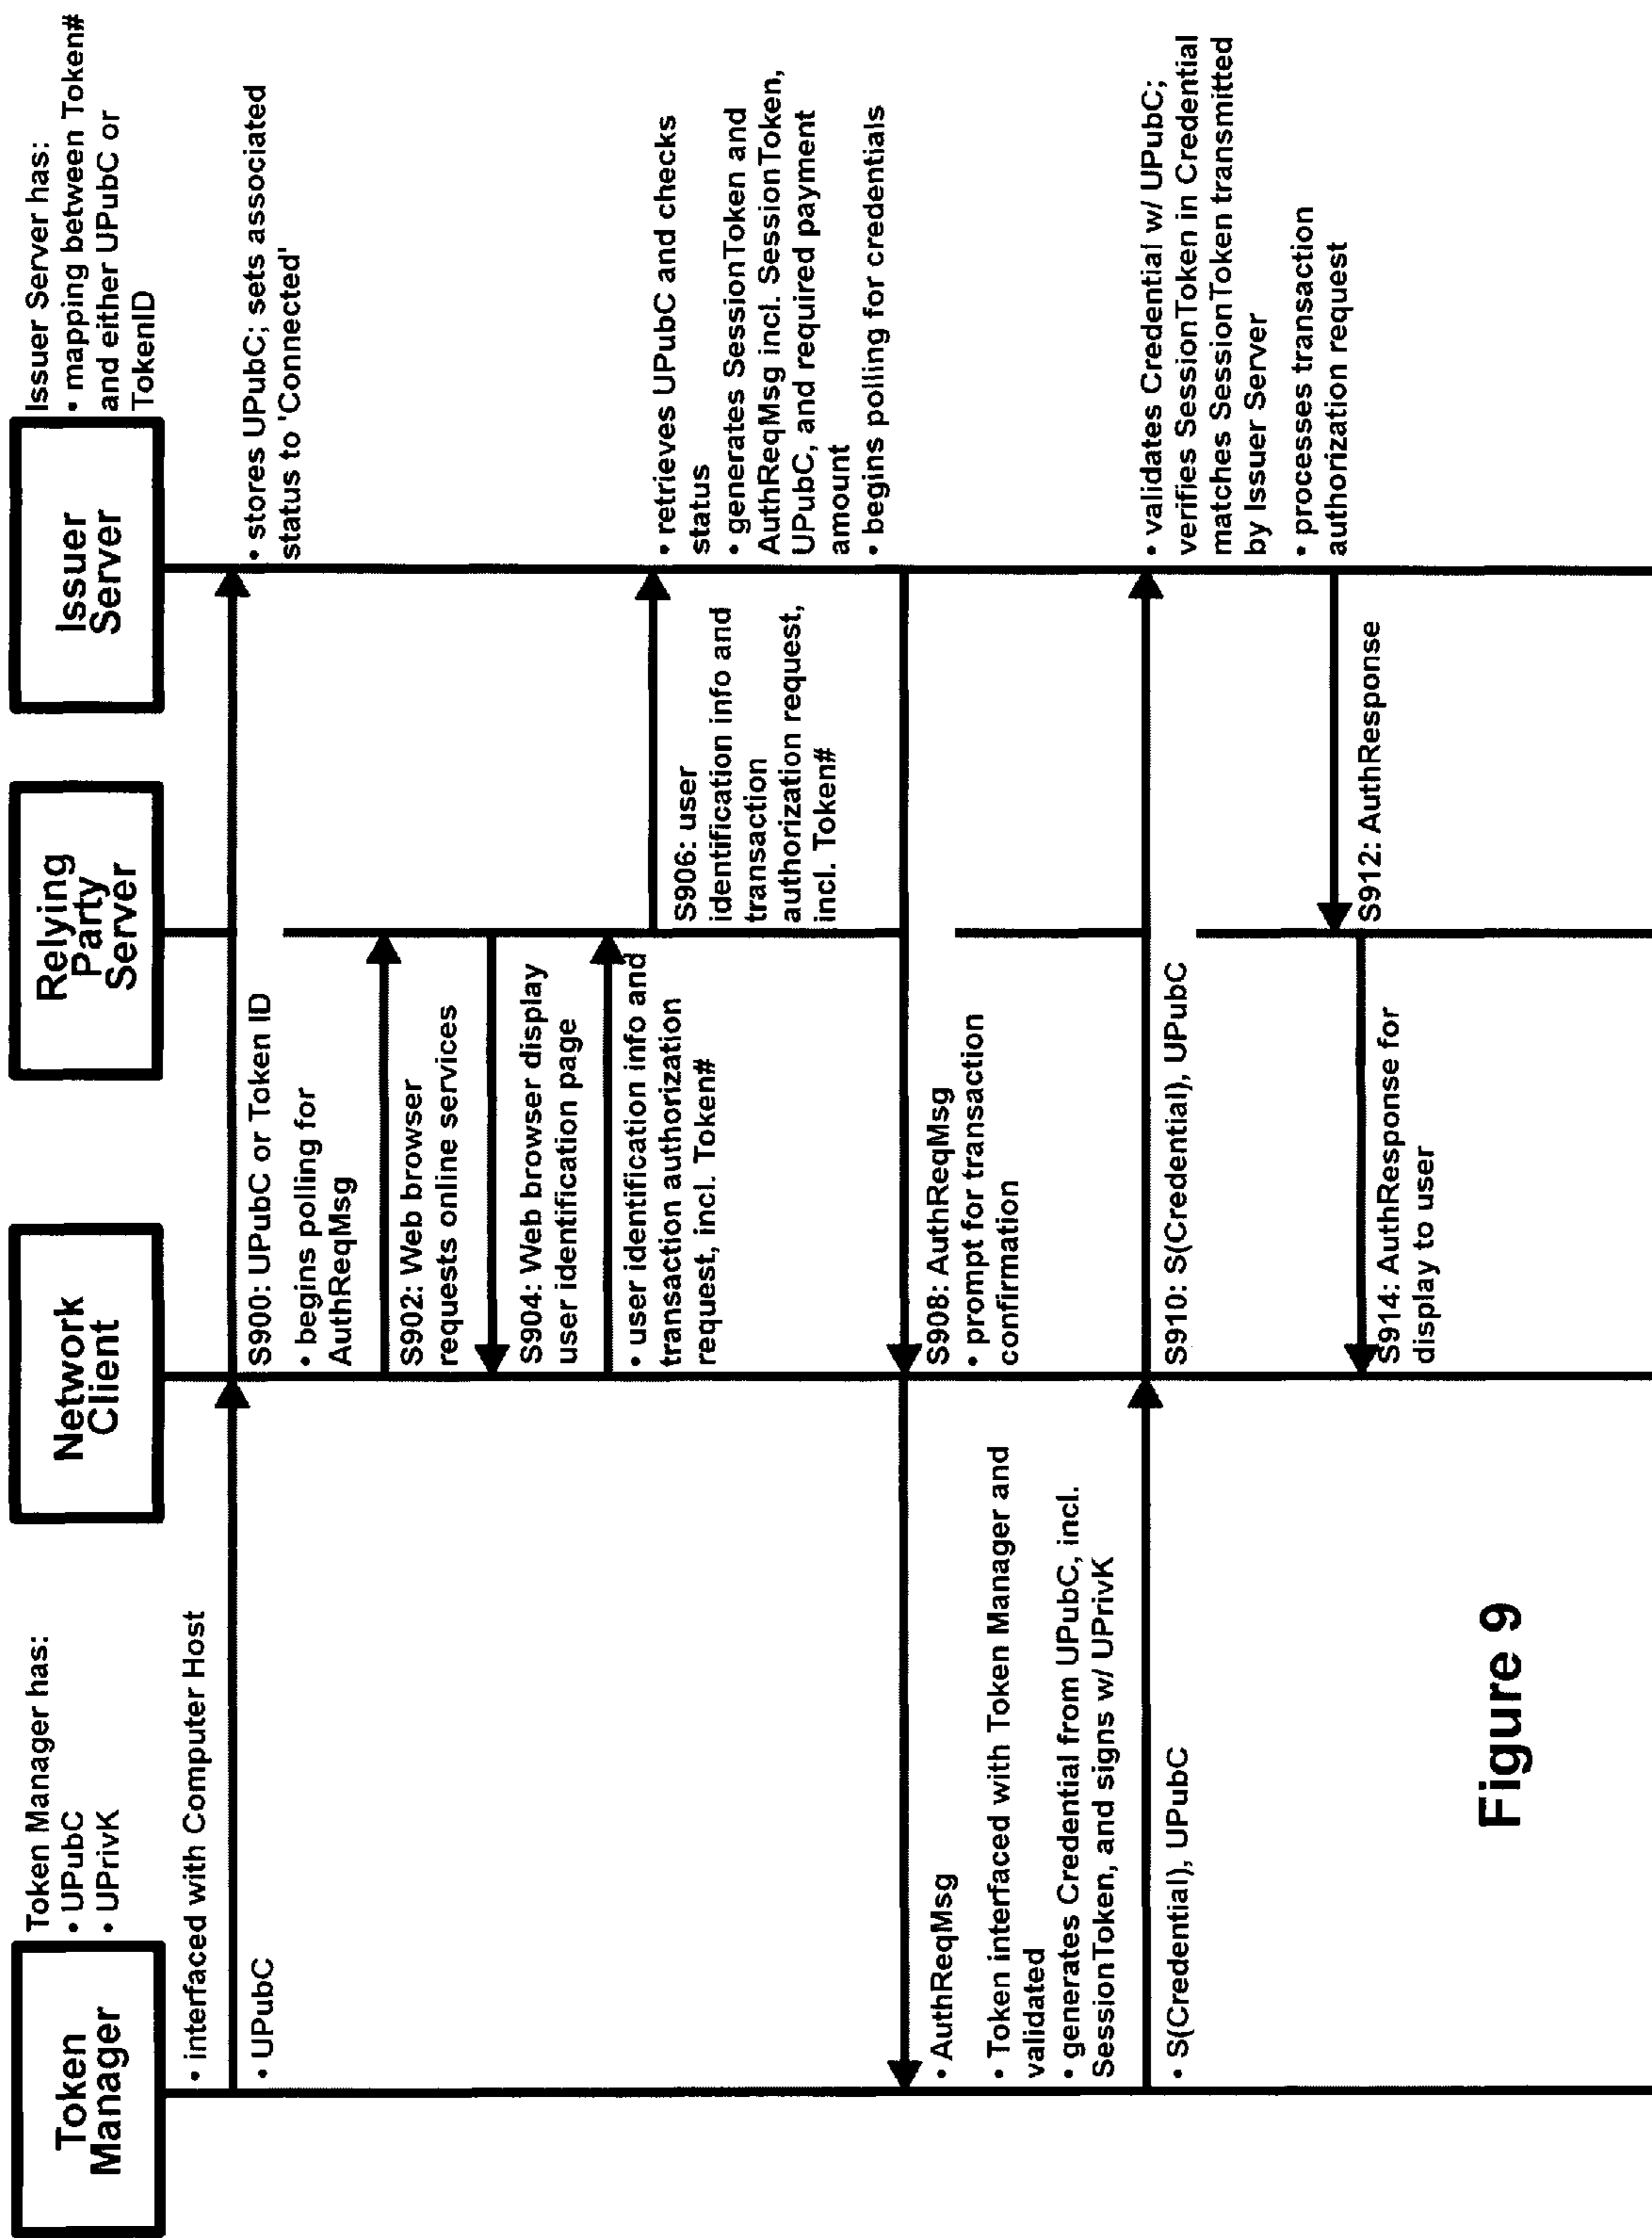 Token
Manager
Token Manager has:
• UPubC
• UPrivK
Network
Client
Relying
Party
Server
Issuer
Server
Issuer Server has:
• mapping between Token#
and either UPubC or
TokenID
• interfaced with Computer Host
• UPubC
S900: UPubC or Token ID
• begins polling for
AuthReqMsg
• stores UPubC; sets associated
status to 'Connected'
S902: Web browser
requests online services
S904: Web browser display
user identification page
• user identification info and
transaction authorization
request, incl. Token#
S906: user
identification info and
transaction
authorization request,
incl. Token#
• retrieves UPubC and checks
status
• generates SessionToken and
AuthReqMsg incl. SessionToken,
UPubC, and required payment
amount
• begins polling for credentials
S908: AuthReqMsg
• prompt for transaction
confirmation
• AuthReqMsg
• Token interfaced with Token Manager and
validated
• generates Credential from UPubC, incl.
SessionToken, and signs w/ UPrivK
• S(Credential), UPubC
S910: S(Credential), UPubC
• validates Credential w/ UPubC;
verifies SessionToken in Credential
matches SessionToken transmitted
by Issuer Server
• processes transaction
authorization request
S912: AuthResponse
S914: AuthResponse for
display to user
Figure 9